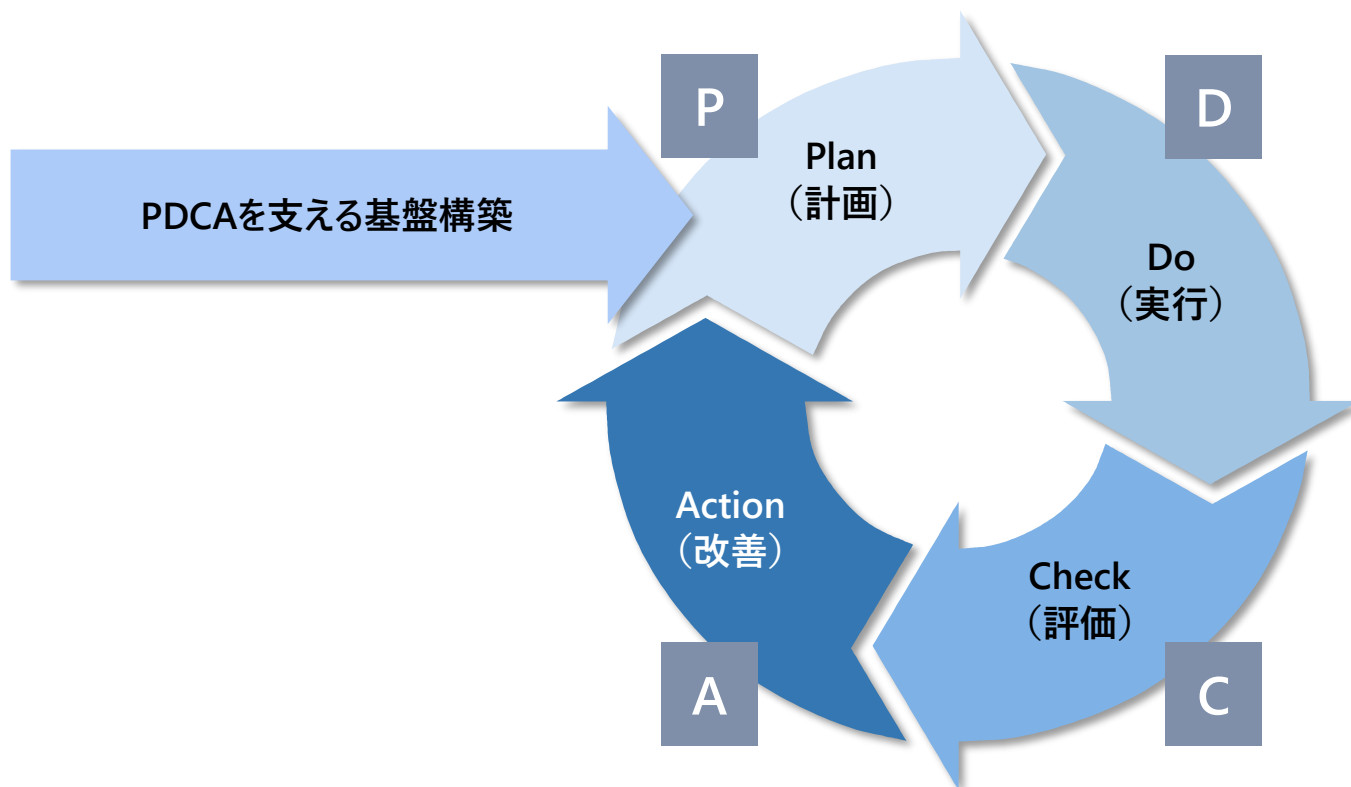 P
D
Plan
（計画）
PDCAを支える基盤構築
Do
（実行）
Action
（改善）
Check
（評価）
A
C